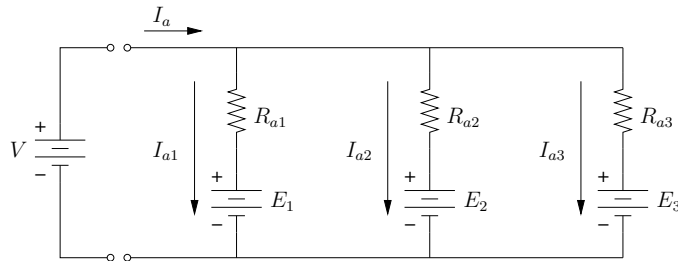 I_a
+
V
−
I_{a1}
R_{a1}
+
E_1
−
I_{a2}
R_{a2}
+
E_2
−
I_{a3}
R_{a3}
+
E_3
−